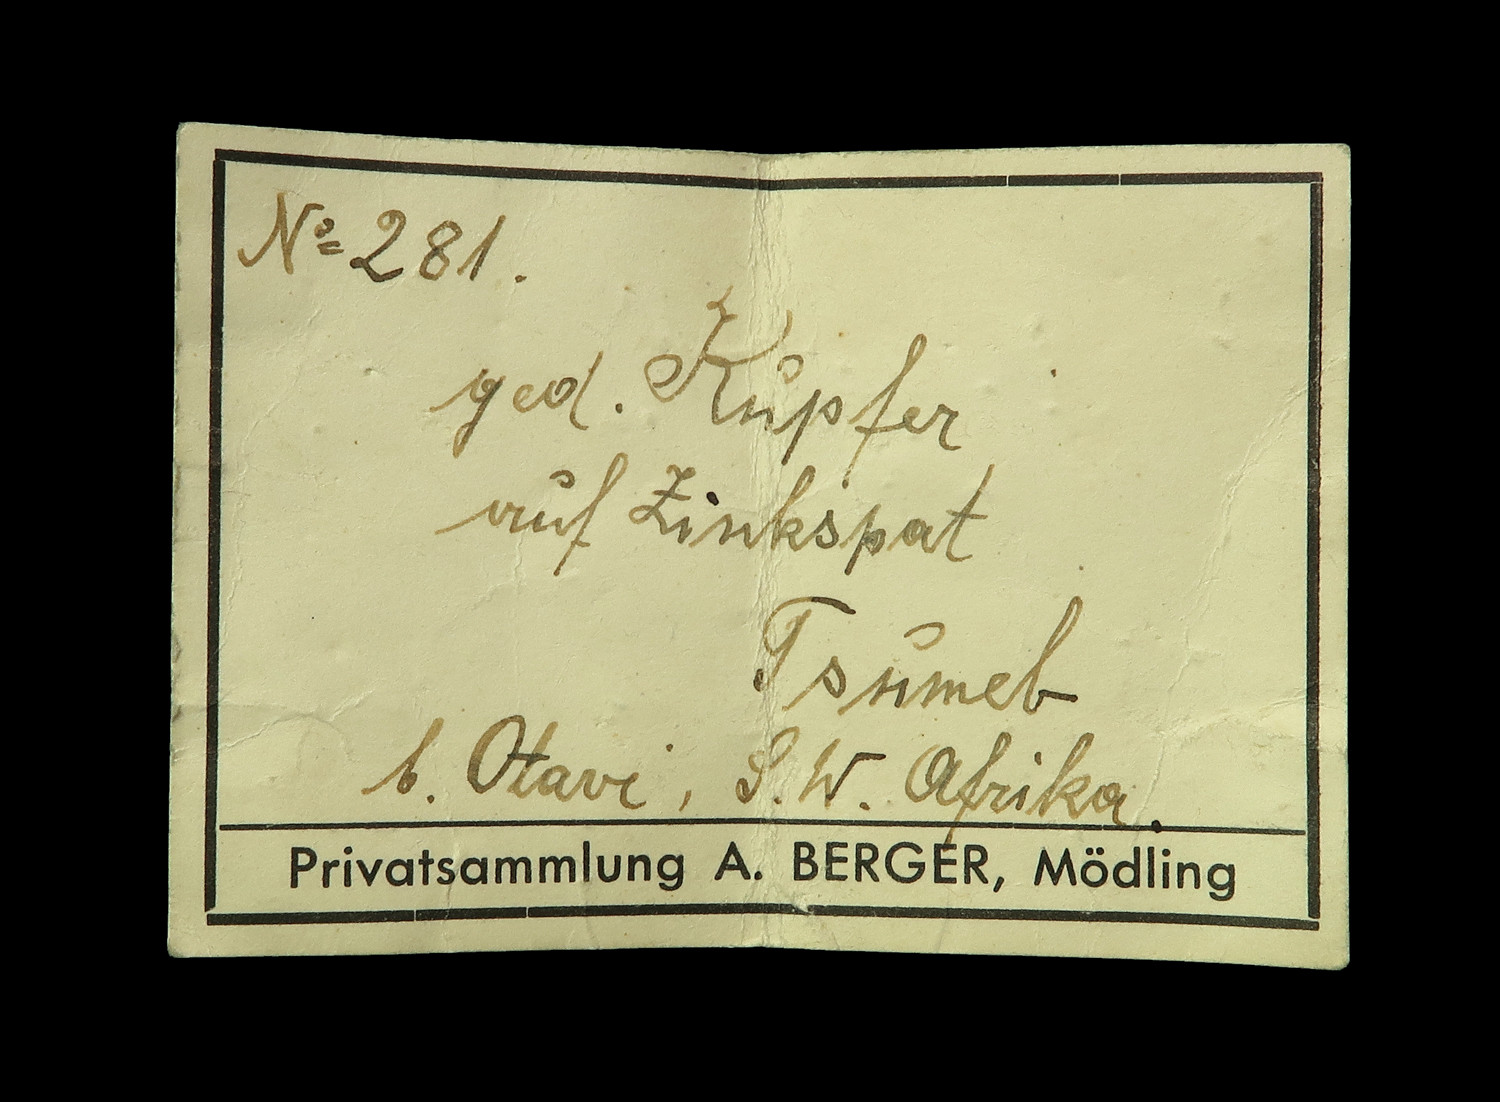 No 281.
ged. Kupfer
auf Zinkspat
Tsumeb
b. Otavi, S.W. Afrika.
Privatsammlung A. BERGER, Mödling